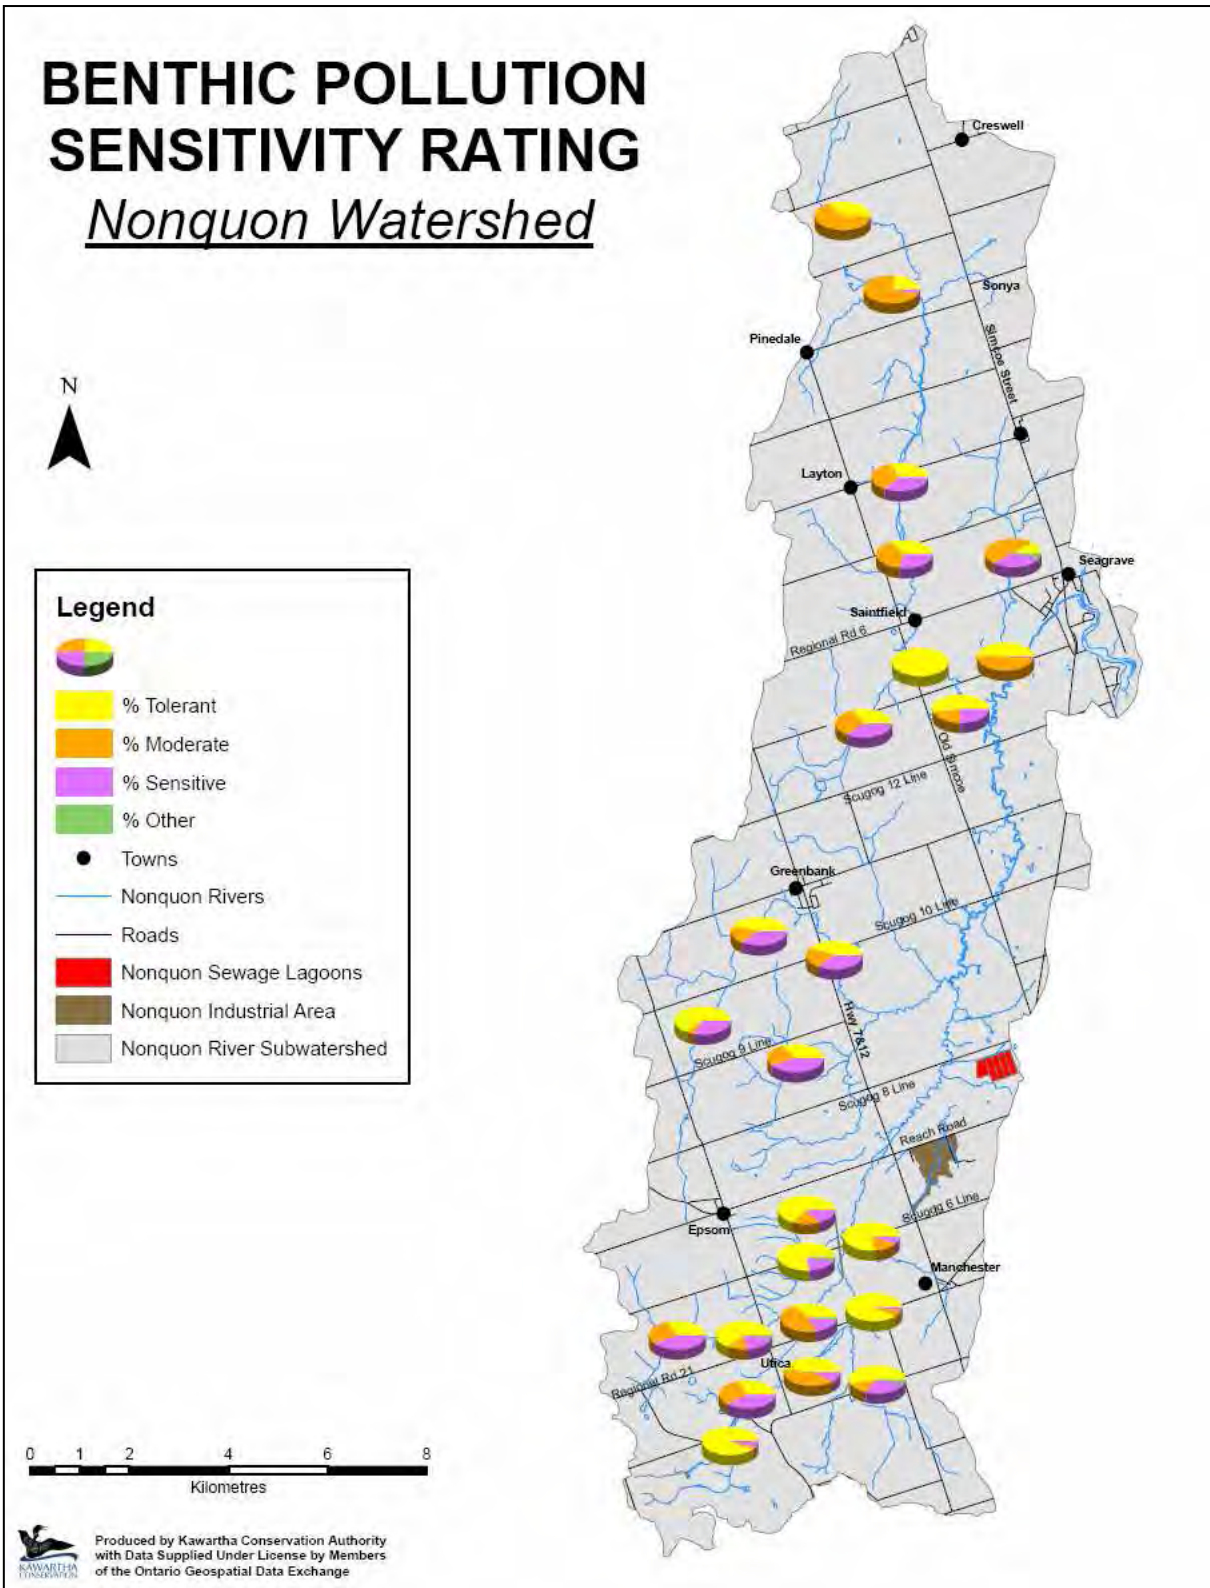 BENTHIC POLLUTION
SENSITIVITY RATING
Nonquon Watershed
N
Creswell
Sonya
Pinedale
Simcoe Street
Layton
Seagrave
Saintfield
Regional Rd 6
Old Simcoe
Scugog 12 Line
Greenbank
Scugog 10 Line
Hwy 7&12
Scugog 9 Line
Scugog 8 Line
Reach Road
Scugog 6 Line
Epsom
Manchester
Utica
Regional Rd 21
Legend
% Tolerant
% Moderate
% Sensitive
% Other
Towns
Nonquon Rivers
Roads
Nonquon Sewage Lagoons
Nonquon Industrial Area
Nonquon River Subwatershed
0 1 2 4 6 8
Kilometres
KAWARTHA
CONSERVATION
Produced by Kawartha Conservation Authority
with Data Supplied Under License by Members
of the Ontario Geospatial Data Exchange